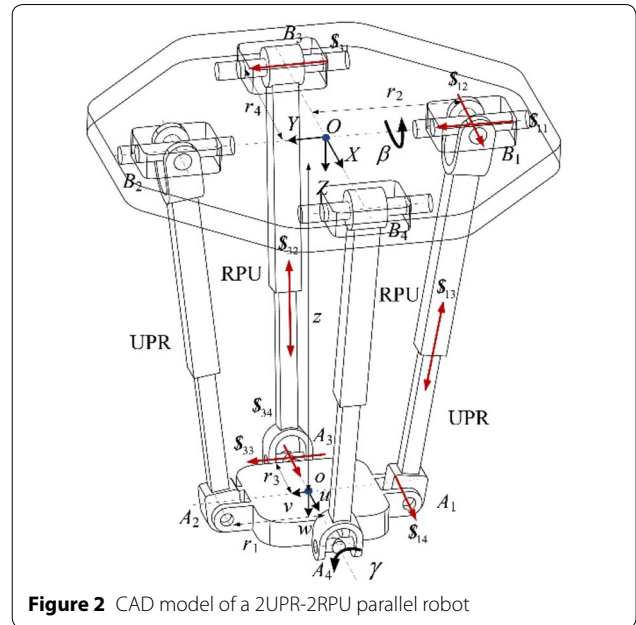 B3
$31
r4
r2
$12
$11
Y
O
β
X
B1
B2
Z
B4
$32
RPU
RPU
$13
z
UPR
UPR
$34
A3
$33
r3
o
u
v
w
A1
A2
r1
$14
A4
γ
Figure 2 CAD model of a 2UPR-2RPU parallel robot